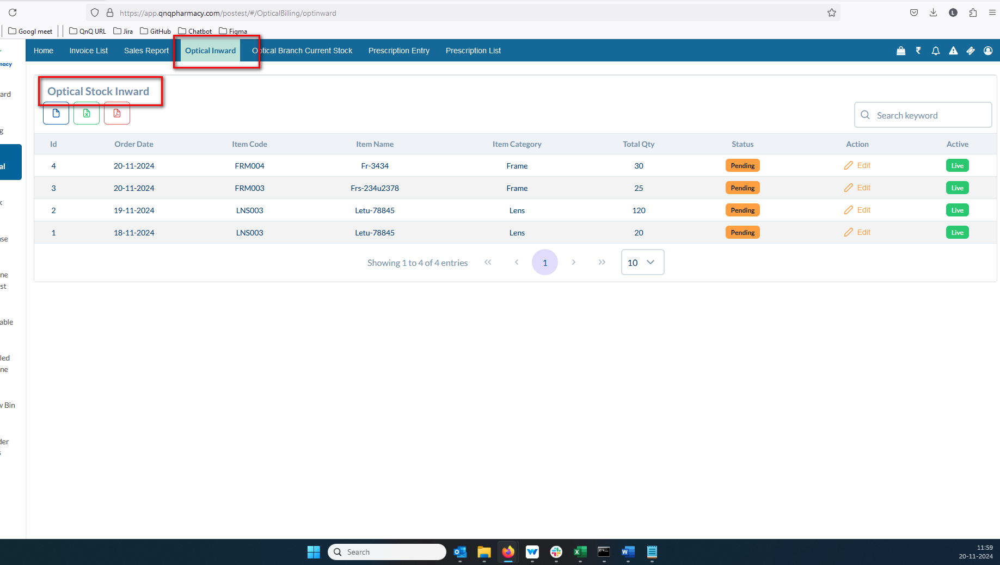 https://app.qnqpharmacy.com/postest/#/OpticalBilling/optinward
L
Googl meet QnQ URL Jira GitHub Chatbot Figma
Home Invoice List Sales Report Optical Inward Optical Branch Current Stock Prescription Entry Prescription List
macy
ard
g
al
k
se
ne
st
able
led
ne
w Bin
der
s
Optical Stock Inward
Search keyword
Id Order Date Item Code Item Name Item Category Total Qty Status Action Active
4 20-11-2024 FRM004 Fr-3434 Frame 30 Pending Edit Live
3 20-11-2024 FRM003 Frs-234u2378 Frame 25 Pending Edit Live
2 19-11-2024 LNS003 Letu-78845 Lens 120 Pending Edit Live
1 18-11-2024 LNS003 Letu-78845 Lens 20 Pending Edit Live
Showing 1 to 4 of 4 entries 1 10
Search
11:59
20-11-2024